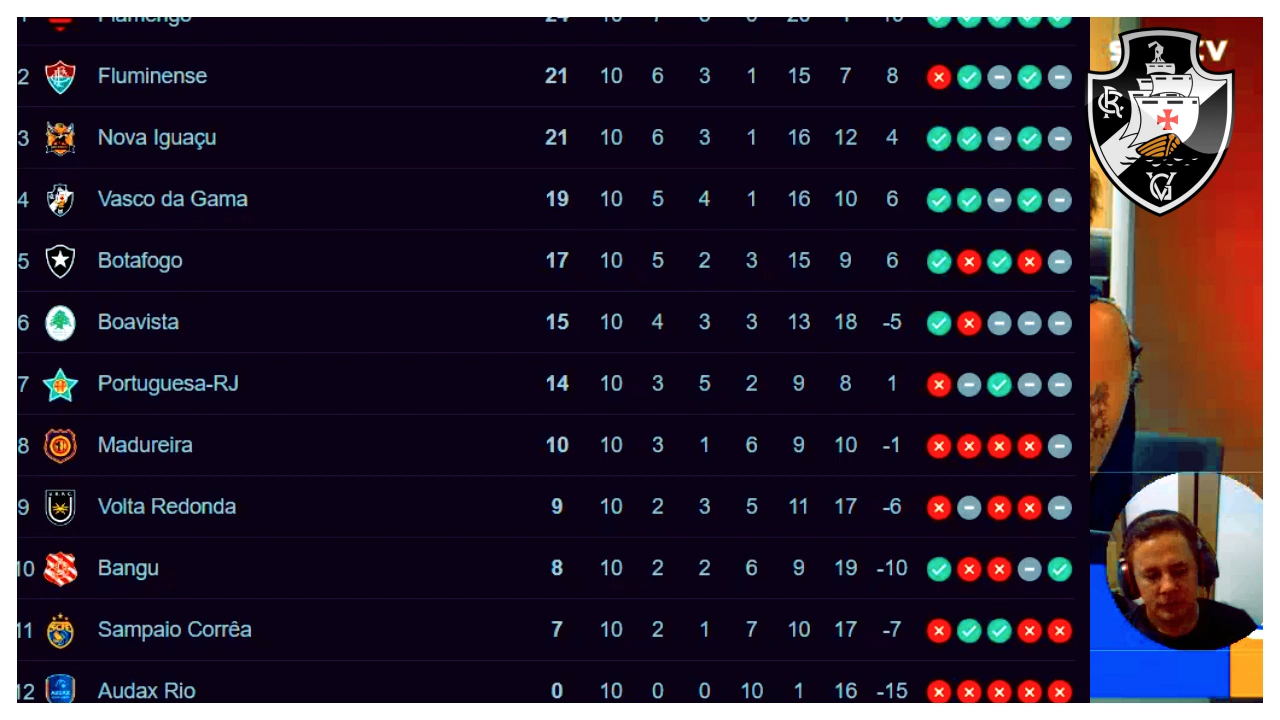 Flamengo 24 10 7
2 Fluminense 21 10 6 3 1 15 7 8
3 Nova Iguaçu 21 10 6 3 1 16 12 4
4 Vasco da Gama 19 10 5 4 1 16 10 6
5 Botafogo 17 10 5 2 3 15 9 6
6 Boavista 15 10 4 3 3 13 18 -5
7 Portuguesa-RJ 14 10 3 5 2 9 8 1
8 Madureira 10 10 3 1 6 9 10 -1
9 Volta Redonda 9 10 2 3 5 11 17 -6
10 Bangu 8 10 2 2 6 9 19 -10
11 Sampaio Corrêa 7 10 2 1 7 10 17 -7
12 Audax Rio 0 10 0 0 10 1 16 -15